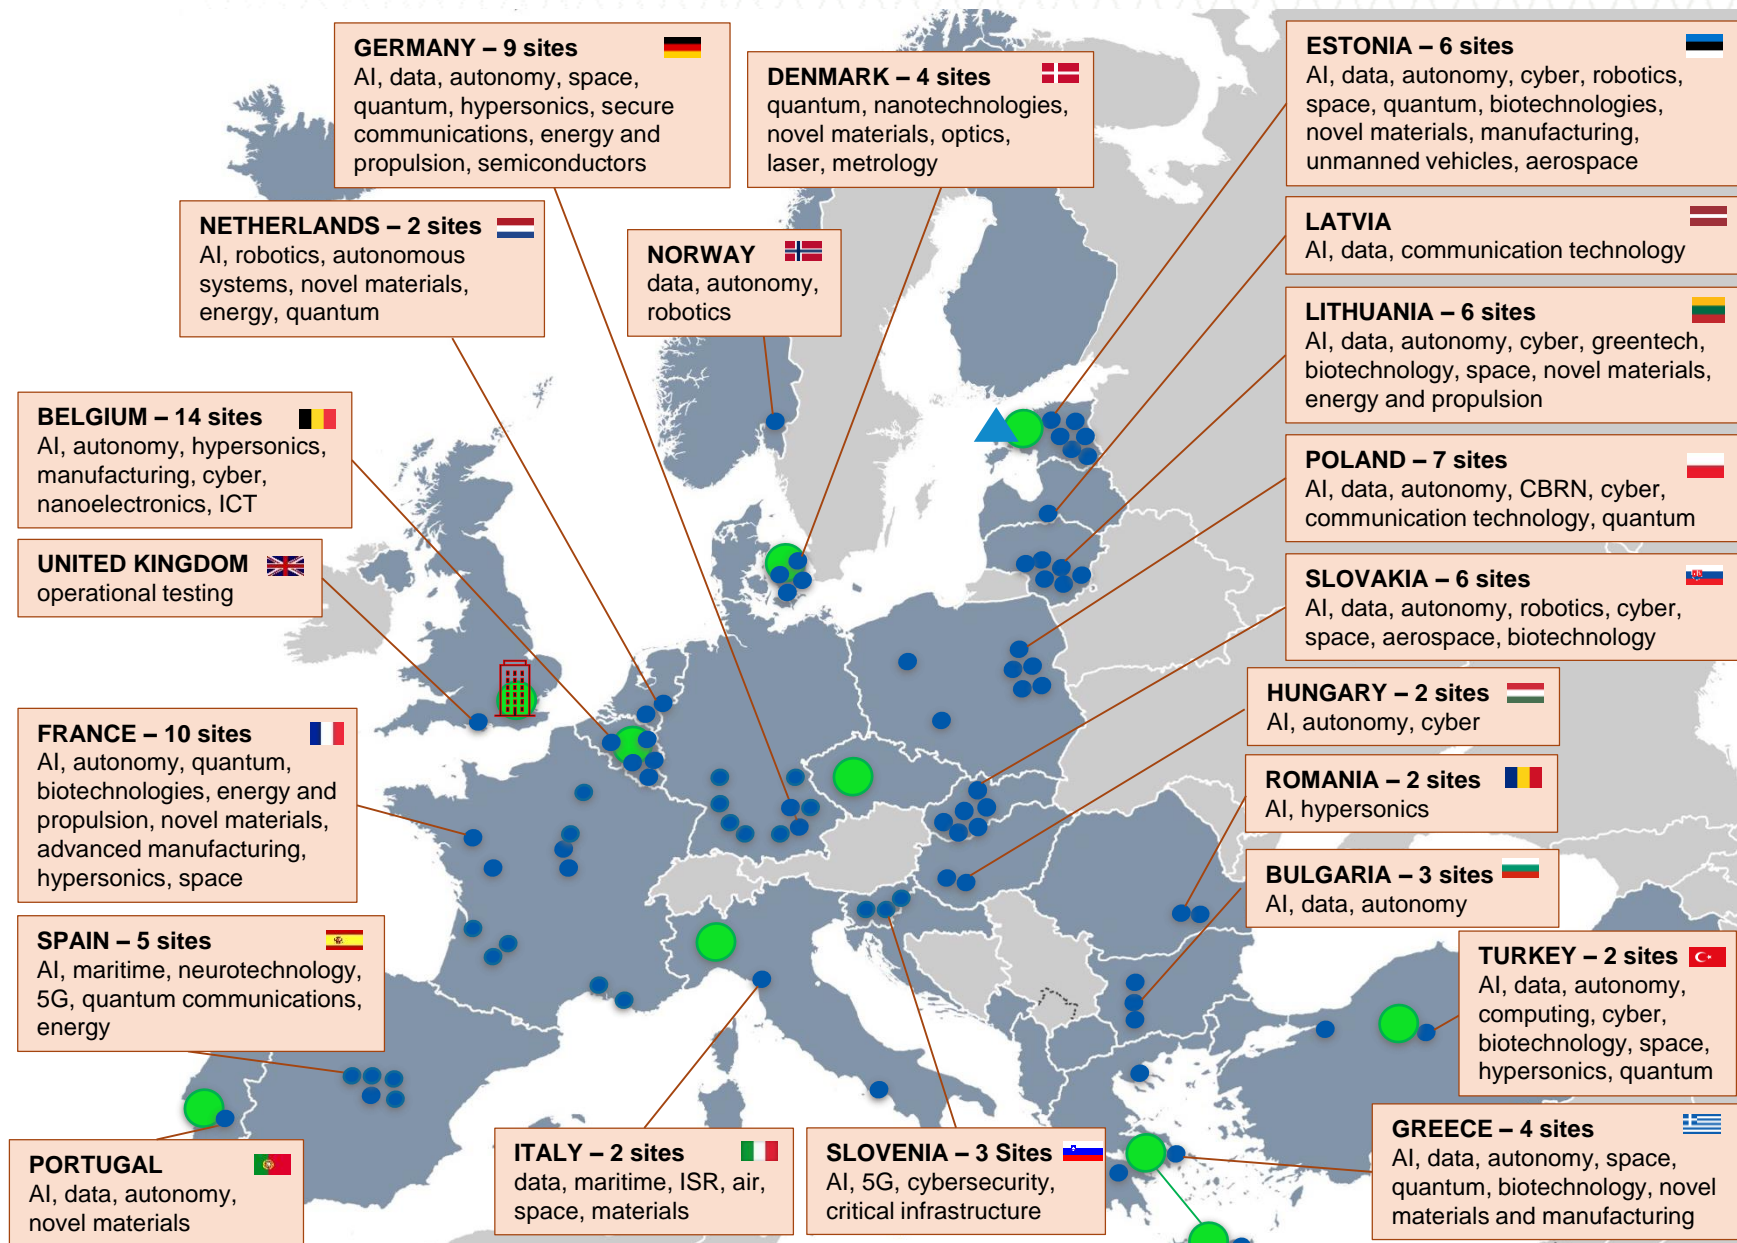 GERMANY – 9 sites
AI, data, autonomy, space,
quantum, hypersonics, secure
communications, energy and
propulsion, semiconductors
DENMARK – 4 sites
quantum, nanotechnologies,
novel materials, optics,
laser, metrology
ESTONIA – 6 sites
AI, data, autonomy, cyber, robotics,
space, quantum, biotechnologies,
novel materials, manufacturing,
unmanned vehicles, aerospace
NETHERLANDS – 2 sites
AI, robotics, autonomous
systems, novel materials,
energy, quantum
NORWAY
data, autonomy,
robotics
LATVIA
AI, data, communication technology
LITHUANIA – 6 sites
AI, data, autonomy, cyber, greentech,
biotechnology, space, novel materials,
energy and propulsion
BELGIUM – 14 sites
AI, autonomy, hypersonics,
manufacturing, cyber,
nanoelectronics, ICT
POLAND – 7 sites
AI, data, autonomy, CBRN, cyber,
communication technology, quantum
UNITED KINGDOM
operational testing
SLOVAKIA – 6 sites
AI, data, autonomy, robotics, cyber,
space, aerospace, biotechnology
HUNGARY – 2 sites
AI, autonomy, cyber
FRANCE – 10 sites
AI, autonomy, quantum,
biotechnologies, energy and
propulsion, novel materials,
advanced manufacturing,
hypersonics, space
ROMANIA – 2 sites
AI, hypersonics
BULGARIA – 3 sites
AI, data, autonomy
SPAIN – 5 sites
AI, maritime, neurotechnology,
5G, quantum communications,
energy
TURKEY – 2 sites
AI, data, autonomy,
computing, cyber,
biotechnology, space,
hypersonics, quantum
PORTUGAL
AI, data, autonomy,
novel materials
ITALY – 2 sites
data, maritime, ISR, air,
space, materials
SLOVENIA – 3 Sites
AI, 5G, cybersecurity,
critical infrastructure
GREECE – 4 sites
AI, data, autonomy, space,
quantum, biotechnology, novel
materials and manufacturing